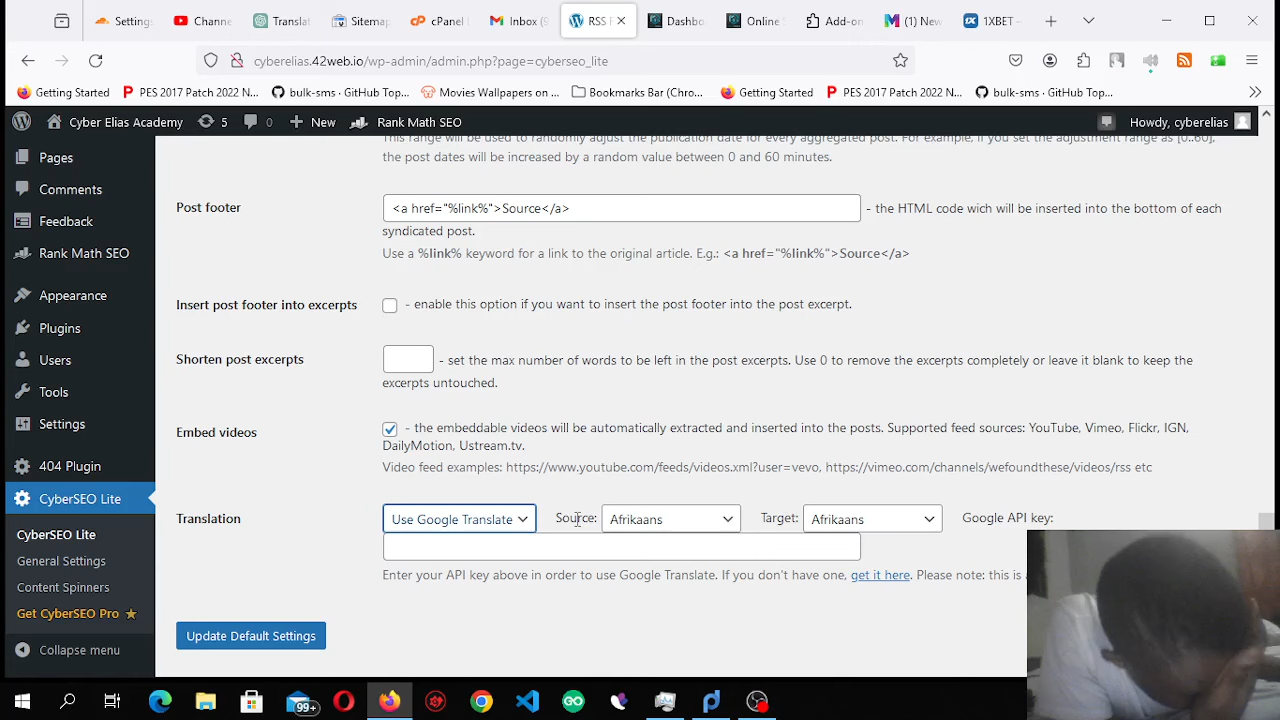 Settings
Channe
Translat
Sitemap
cPanel
Inbox (9
RSS F
Dashbo
Online S
Add-on
(1) New
1XBET –
cyberelias.42web.io/wp-admin/admin.php?page=cyberseo_lite
Getting Started
PES 2017 Patch 2022 N...
bulk-sms · GitHub Top...
Movies Wallpapers on ...
Bookmarks Bar (Chro...
Getting Started
PES 2017 Patch 2022 N...
bulk-sms · GitHub Top...
Cyber Elias Academy
5
0
New
Rank Math SEO
Howdy, cyberelias
Pages
Comments
Feedback
Rank Math SEO
Appearance
Plugins
Users
Tools
Settings
404 Plugin
CyberSEO Lite
CyberSEO Lite
General Settings
Content Spinners
Get CyberSEO Pro ★
Collapse menu
This range will be used to randomly adjust the publication date for every aggregated post. For example, if you set the adjustment range as [0..60],
the post dates will be increased by a random value between 0 and 60 minutes.
Post footer
<a href="%link%">Source</a>
- the HTML code wich will be inserted into the bottom of each
syndicated post.
Use a %link% keyword for a link to the original article. E.g.: <a href="%link%">Source</a>
Insert post footer into excerpts
- enable this option if you want to insert the post footer into the post excerpt.
Shorten post excerpts
- set the max number of words to be left in the post excerpts. Use 0 to remove the excerpts completely or leave it blank to keep the
excerpts untouched.
Embed videos
- the embeddable videos will be automatically extracted and inserted into the posts. Supported feed sources: YouTube, Vimeo, Flickr, IGN,
DailyMotion, Ustream.tv.
Video feed examples: https://www.youtube.com/feeds/videos.xml?user=vevo, https://vimeo.com/channels/wefoundthese/videos/rss etc
Translation
Use Google Translate
Source:
Afrikaans
Target:
Afrikaans
Google API key:
Enter your API key above in order to use Google Translate. If you don't have one, get it here. Please note: this is
Update Default Settings
99+